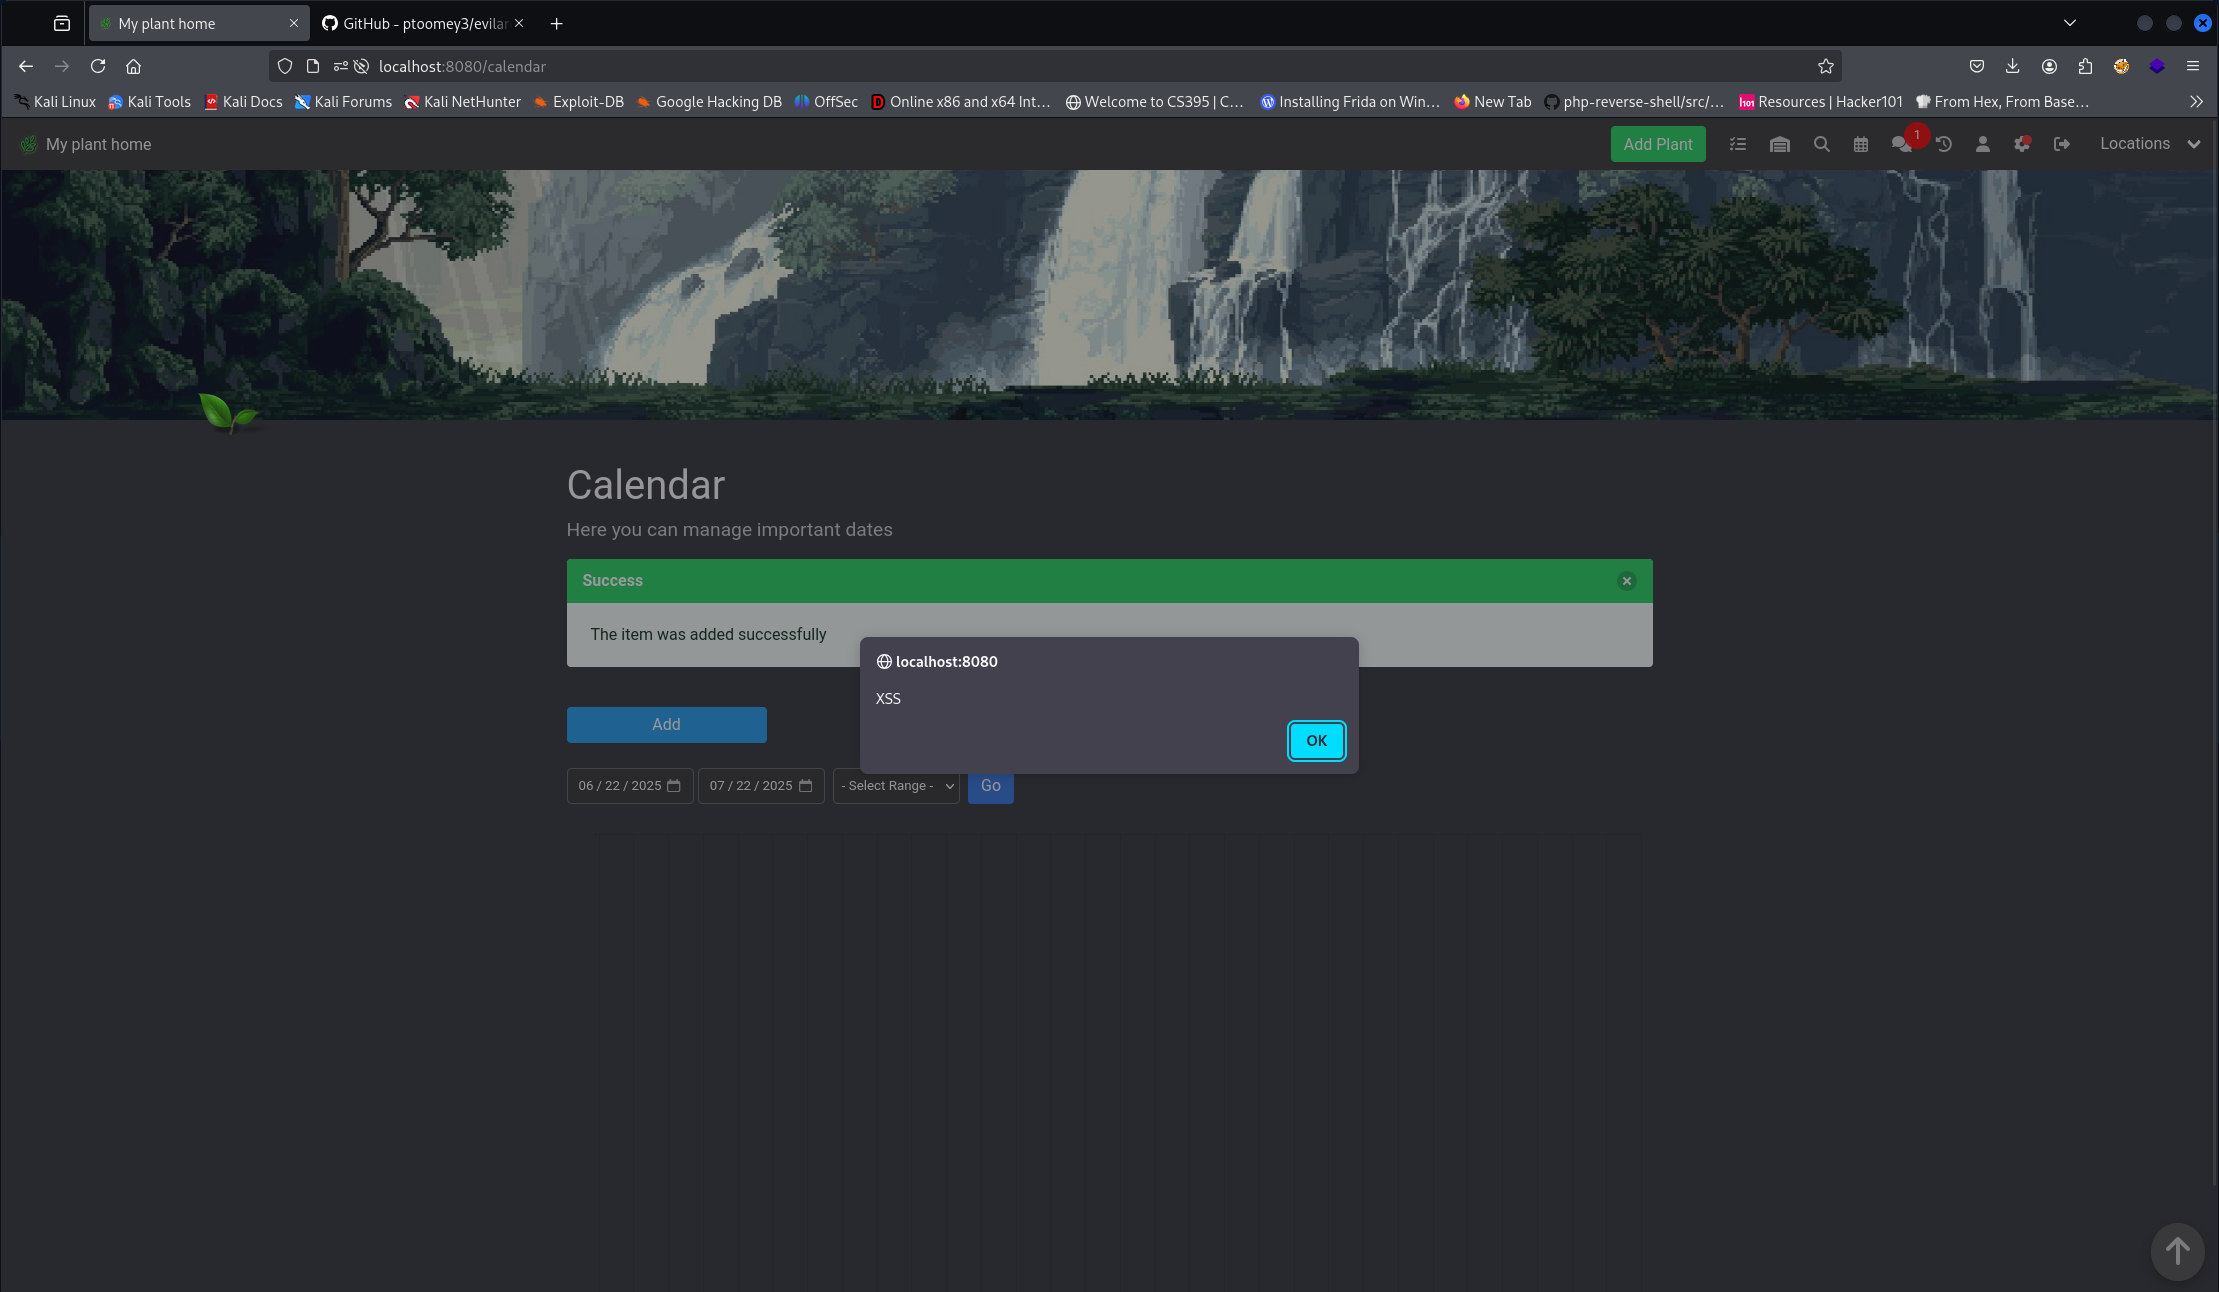 My plant home
GitHub - ptoomey3/evilar
localhost:8080/calendar
Kali Linux Kali Tools Kali Docs Kali Forums Kali NetHunter Exploit-DB Google Hacking DB OffSec Online x86 and x64 Int… Welcome to CS395 | C… Installing Frida on Win… New Tab php-reverse-shell/src/… h101 Resources | Hacker101 From Hex, From Base…
My plant home
Add Plant
1
Locations
Calendar
Here you can manage important dates
Success
The item was added successfully
localhost:8080
XSS
OK
Add
06 / 22 / 2025 07 / 22 / 2025 - Select Range - Go